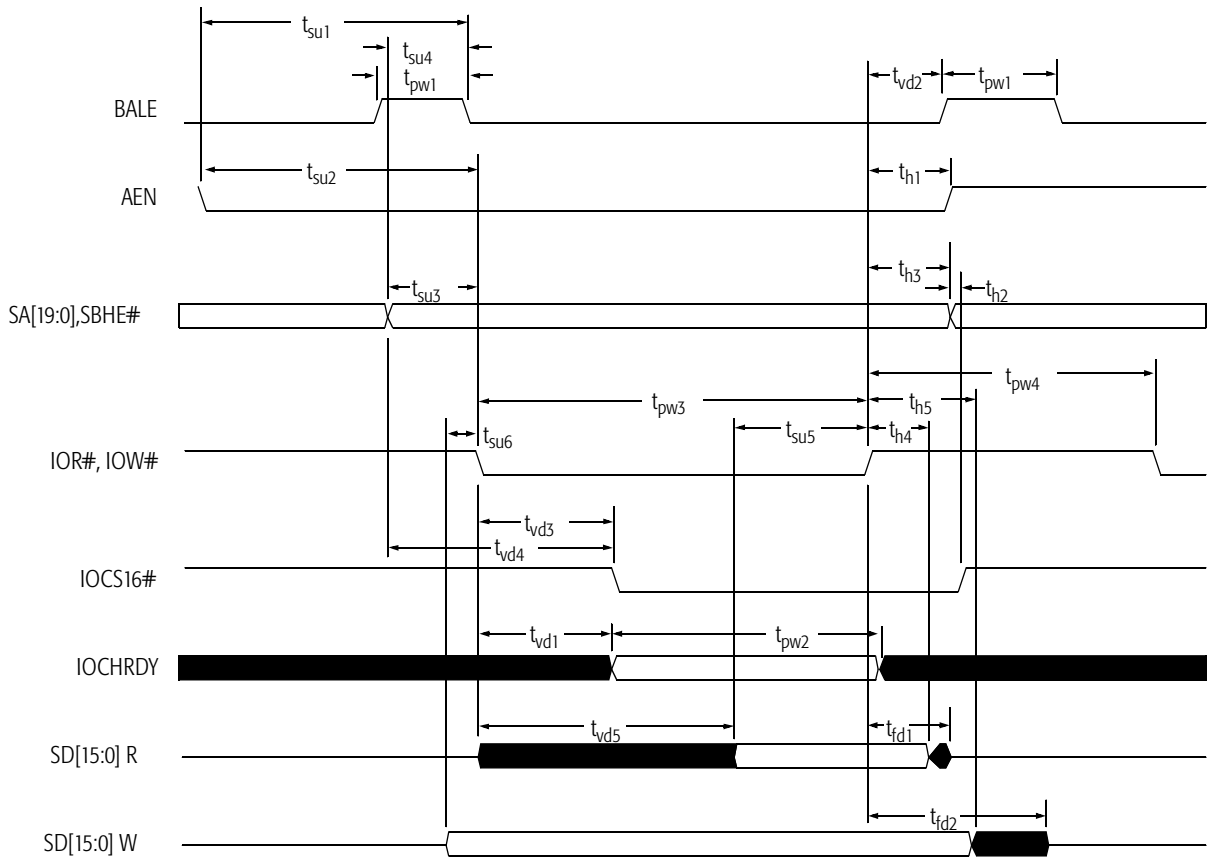 tsu1
tsu4
tpw1
tvd2
tpw1
BALE
tsu2
th1
AEN
th3
tsu3
th2
SA[19:0],SBHE#
tpw4
tpw3
th5
tsu6
tsu5
th4
IOR#, IOW#
tvd3
tvd4
IOCS16#
tvd1
tpw2
IOCHRDY
tvd5
tfd1
SD[15:0] R
tfd2
SD[15:0] W